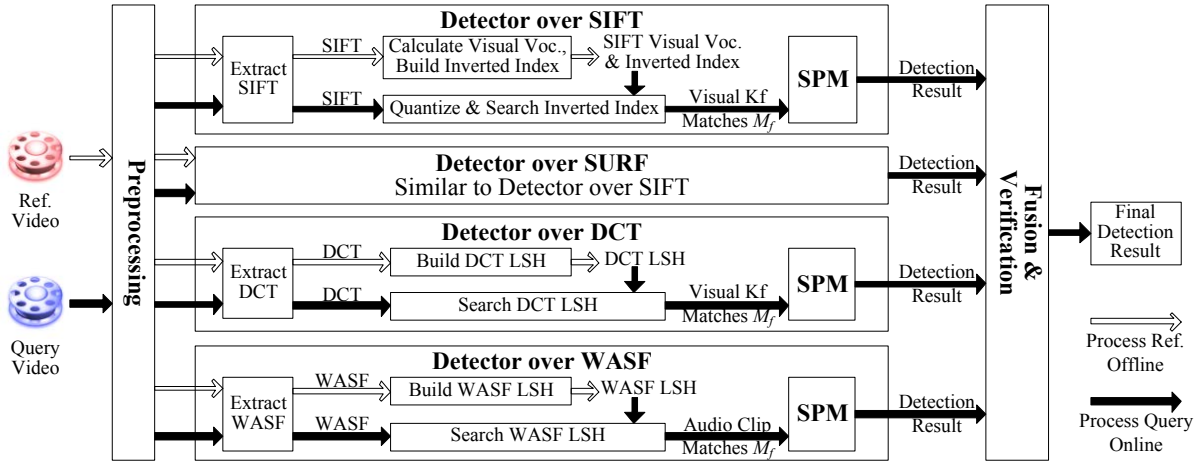 Ref.
Video
Query
Video
Preprocessing
Detector over SIFT
Extract
SIFT
SIFT
Calculate Visual Voc.,
Build Inverted Index
SIFT Visual Voc.
& Inverted Index
SIFT
Quantize & Search Inverted Index
Visual Kf
Matches M_f
SPM
Detection
Result
Detector over SURF
Similar to Detector over SIFT
Detection
Result
Detector over DCT
Extract
DCT
DCT
Build DCT LSH
DCT LSH
DCT
Search DCT LSH
Visual Kf
Matches M_f
SPM
Detection
Result
Detector over WASF
Extract
WASF
WASF
Build WASF LSH
WASF LSH
WASF
Search WASF LSH
Audio Clip
Matches M_f
SPM
Detection
Result
Fusion &
Verification
Final
Detection
Result
Process Ref.
Offline
Process Query
Online